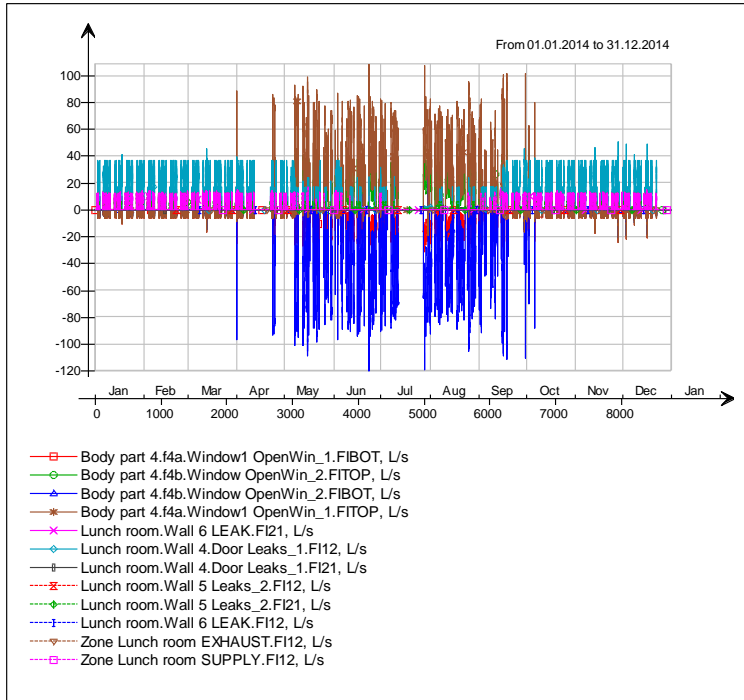 From 01.01.2014 to 31.12.2014
100
80
60
40
20
0
-20
-40
-60
-80
-100
-120
Jan Feb Mar Apr May Jun Jul Aug Sep Oct Nov Dec Jan
0 1000 2000 3000 4000 5000 6000 7000 8000
Body part 4.f4a.Window1 OpenWin_1.FIBOT, L/s
Body part 4.f4b.Window OpenWin_2.FITOP, L/s
Body part 4.f4b.Window OpenWin_2.FIBOT, L/s
Body part 4.f4a.Window1 OpenWin_1.FITOP, L/s
Lunch room.Wall 6 LEAK.FI21, L/s
Lunch room.Wall 4.Door Leaks_1.FI12, L/s
Lunch room.Wall 4.Door Leaks_1.FI21, L/s
Lunch room.Wall 5 Leaks_2.FI12, L/s
Lunch room.Wall 5 Leaks_2.FI21, L/s
Lunch room.Wall 6 LEAK.FI12, L/s
Zone Lunch room EXHAUST.FI12, L/s
Zone Lunch room SUPPLY.FI12, L/s